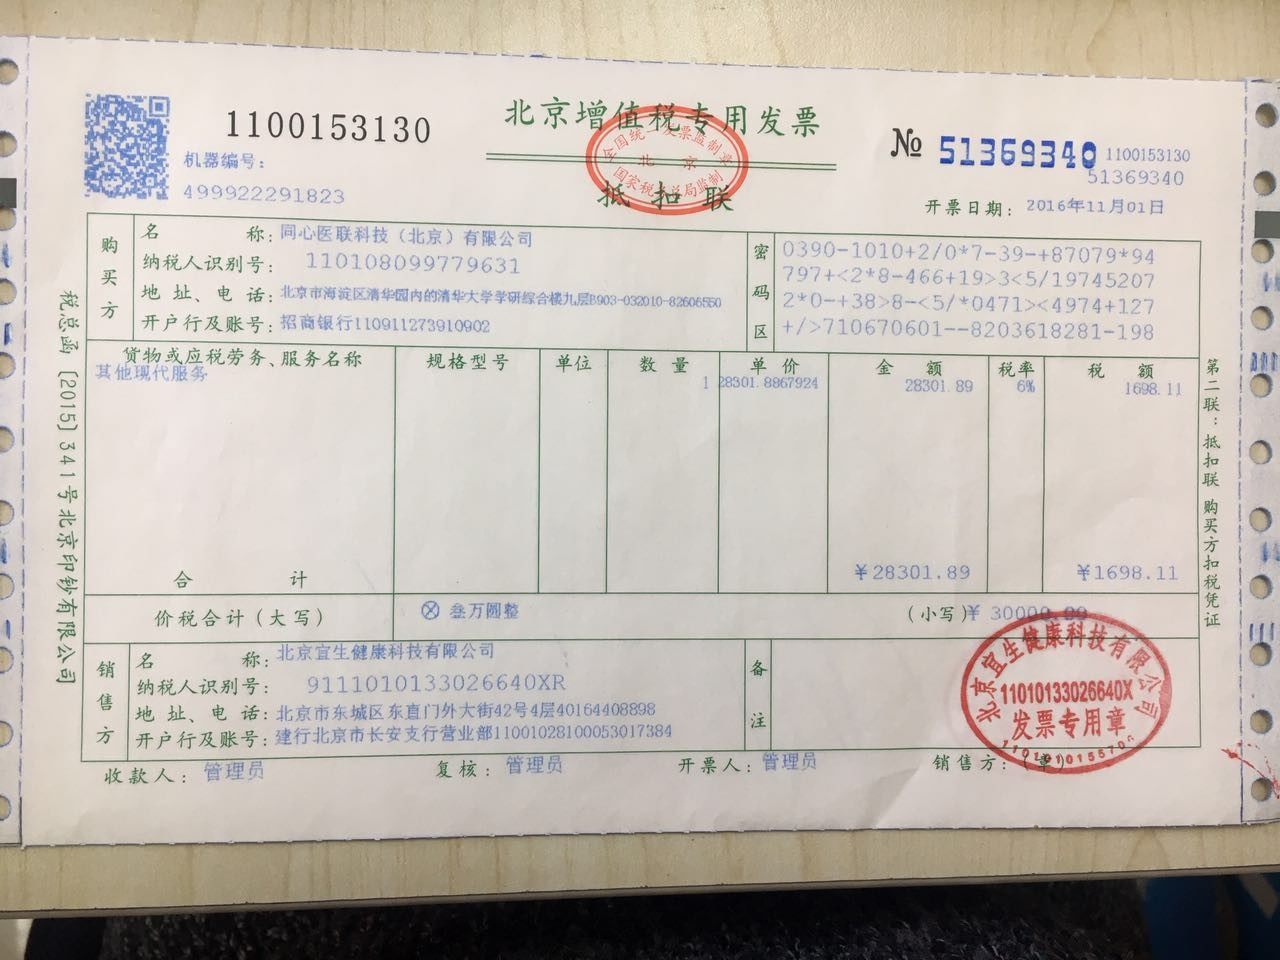 1100153130
北京增值税专用发票
全国统一发票监制章
北京
国家税务总局监制
抵扣联
№ 51369340
1100153130
51369340
机器编号：
499922291823
开票日期： 2016年11月01日
购买方
名 称： 同心医联科技（北京）有限公司
纳税人识别号： 110108099779631
地 址、电 话： 北京市海淀区清华园内的清华大学学研综合楼九层B903-032010-82606550
开户行及账号： 招商银行110911273910902
密码区
0390-1010+2/0*7-39-+87079*94
797+<2*8-466+19>3<5/19745207
2*0-+38>8-<5/*0471><4974+127
+/>710670601--8203618281-198
货物或应税劳务、服务名称 规格型号 单位 数 量 单 价 金 额 税率 税 额
其他现代服务 1 28301.8867924 28301.89 6% 1698.11
合 计 ￥28301.89 ￥1698.11
价税合计（大写） ⊗ 叁万圆整 （小写）￥ 30000.00
销售方
名 称： 北京宜生健康科技有限公司
纳税人识别号： 9111010133026640XR
地 址、电 话： 北京市东城区东直门外大街42号4层40164408898
开户行及账号： 建行北京市长安支行营业部11001028100053017384
备注
北京宜生健康科技有限公司
11010133026640X
发票专用章
收款人： 管理员 复核： 管理员 开票人： 管理员 销售方：（章）
税总函［2015］341号北京印钞有限公司
第二联：抵扣联 购买方扣税凭证